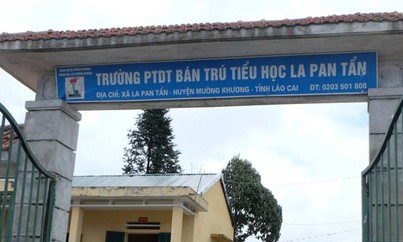 TRƯỜNG PTDT BÁN TRÚ TIỂU HỌC LA PAN TẨN
ĐỊA CHỈ: XÃ LA PAN TẨN - HUYỆN MƯỜNG KHƯƠNG - TỈNH LÀO CAI ĐT: 0203 501 808